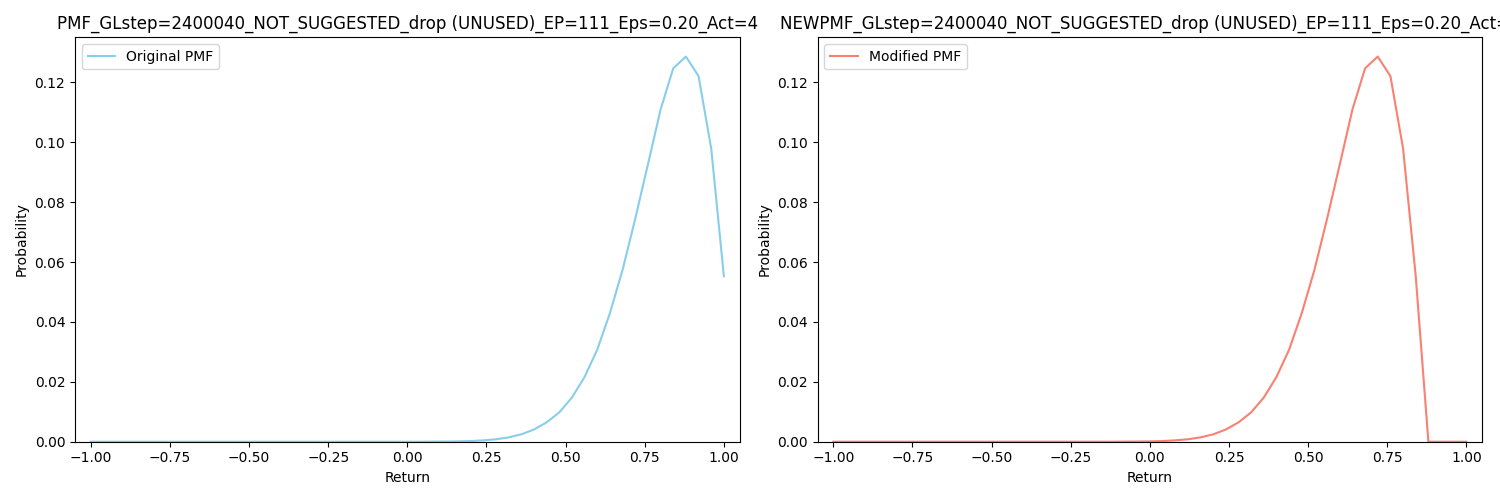 PMF_GLstep=2400040_NOT_SUGGESTED_drop (UNUSED)_EP=111_Eps=0.20_Act=4
Original PMF
Probability
0.12
0.10
0.08
0.06
0.04
0.02
0.00
−1.00 −0.75 −0.50 −0.25 0.00 0.25 0.50 0.75 1.00
Return
NEWPMF_GLstep=2400040_NOT_SUGGESTED_drop (UNUSED)_EP=111_Eps=0.20_Act=
Modified PMF
Probability
0.12
0.10
0.08
0.06
0.04
0.02
0.00
−1.00 −0.75 −0.50 −0.25 0.00 0.25 0.50 0.75 1.00
Return